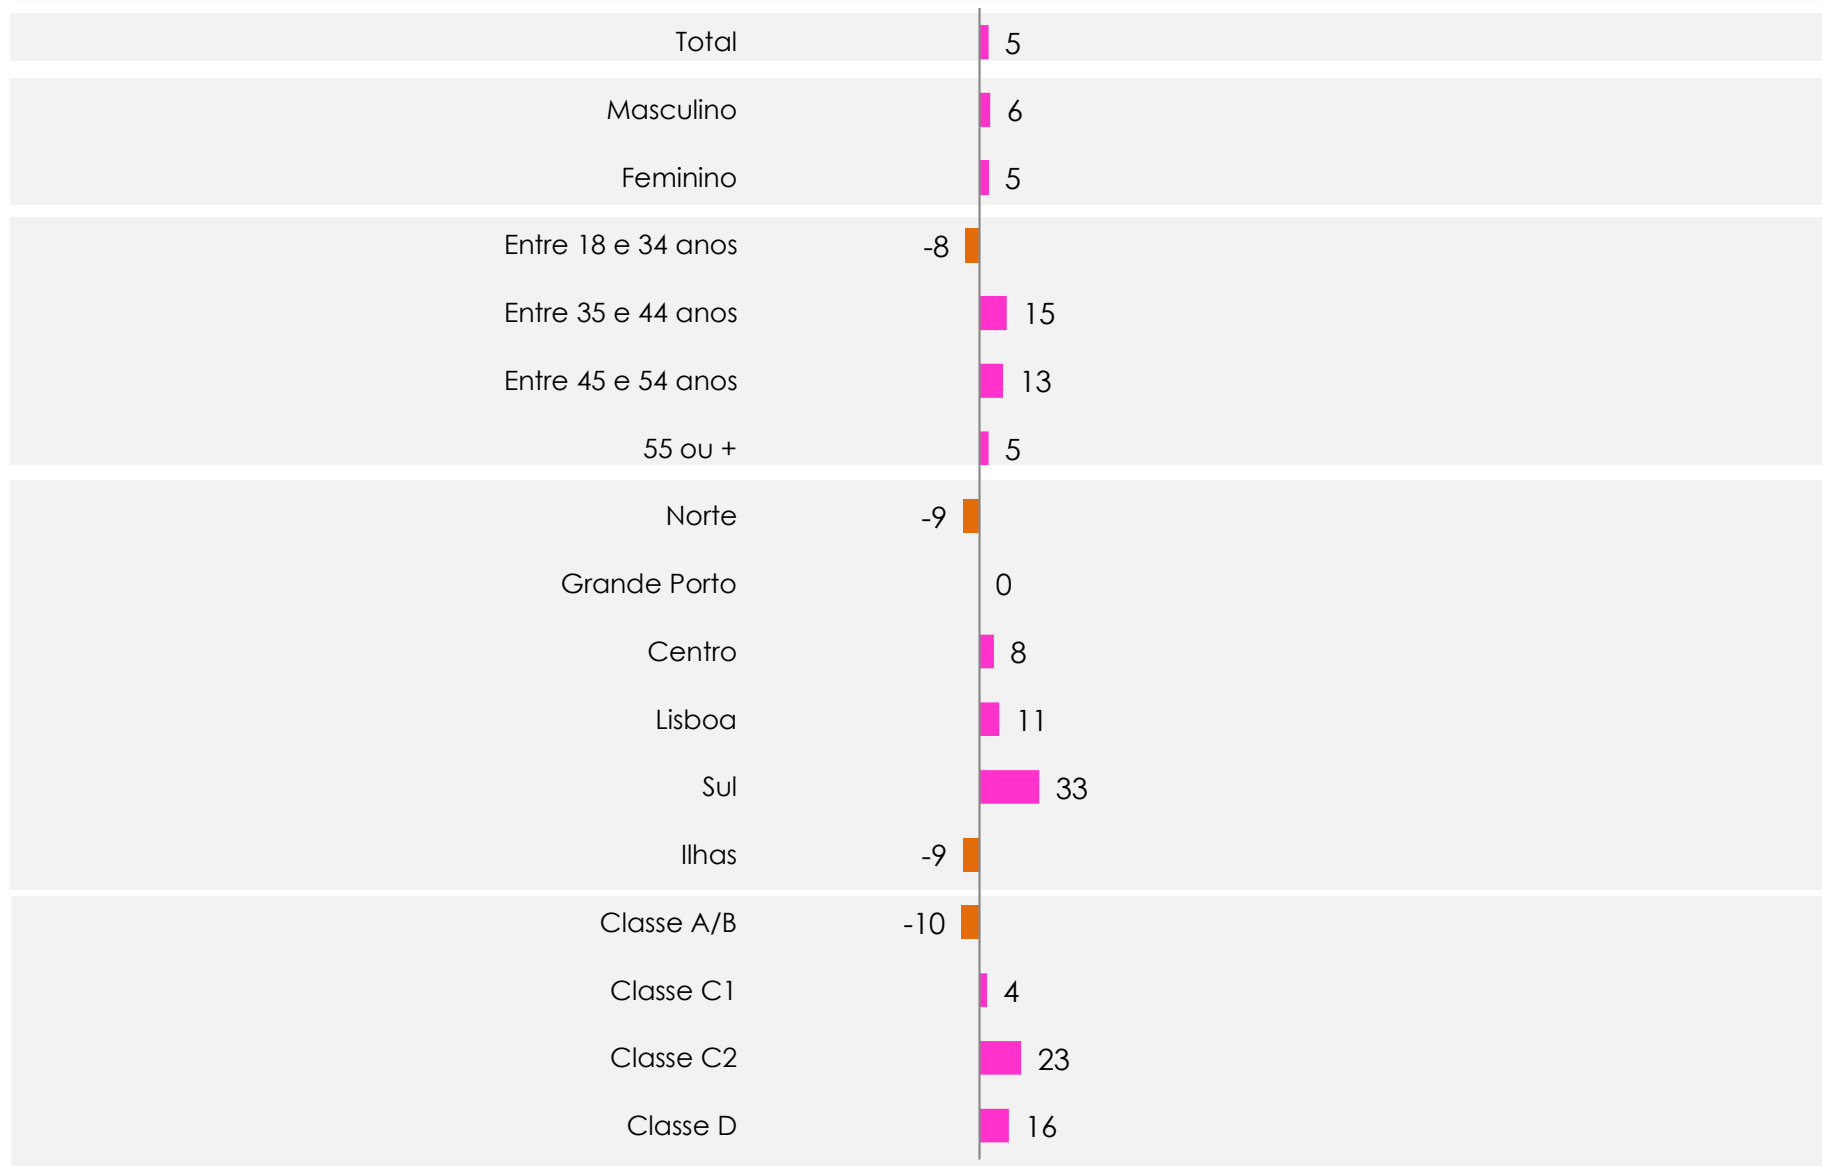 Total 5
Masculino 6
Feminino 5
Entre 18 e 34 anos -8
Entre 35 e 44 anos 15
Entre 45 e 54 anos 13
55 ou + 5
Norte -9
Grande Porto 0
Centro 8
Lisboa 11
Sul 33
Ilhas -9
Classe A/B -10
Classe C1 4
Classe C2 23
Classe D 16